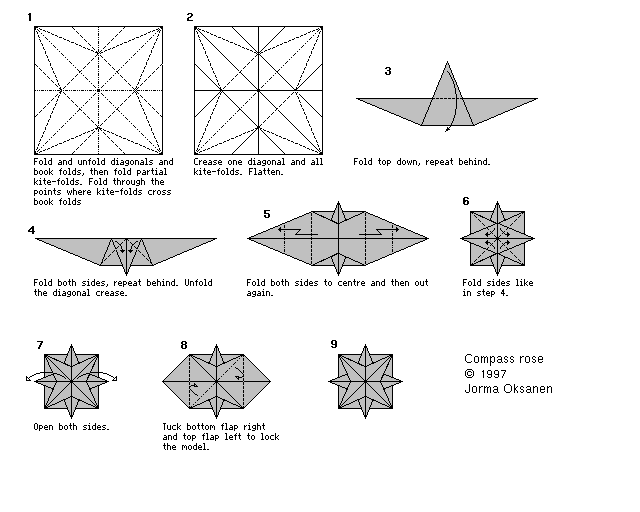 1
2
Fold and unfold diagonals and
book folds, then fold partial
kite-folds. Fold through the
points where kite-folds cross
book folds
Crease one diagonal and all
kite-folds. Flatten.
3
Fold top down, repeat behind.
4
Fold both sides, repeat behind. Unfold
the diagonal crease.
5
Fold both sides to centre and then out
again.
6
Fold sides like
in step 4.
7
Open both sides.
8
Tuck bottom flap right
and top flap left to lock
the model.
9
Compass rose
© 1997
Jorma Oksanen